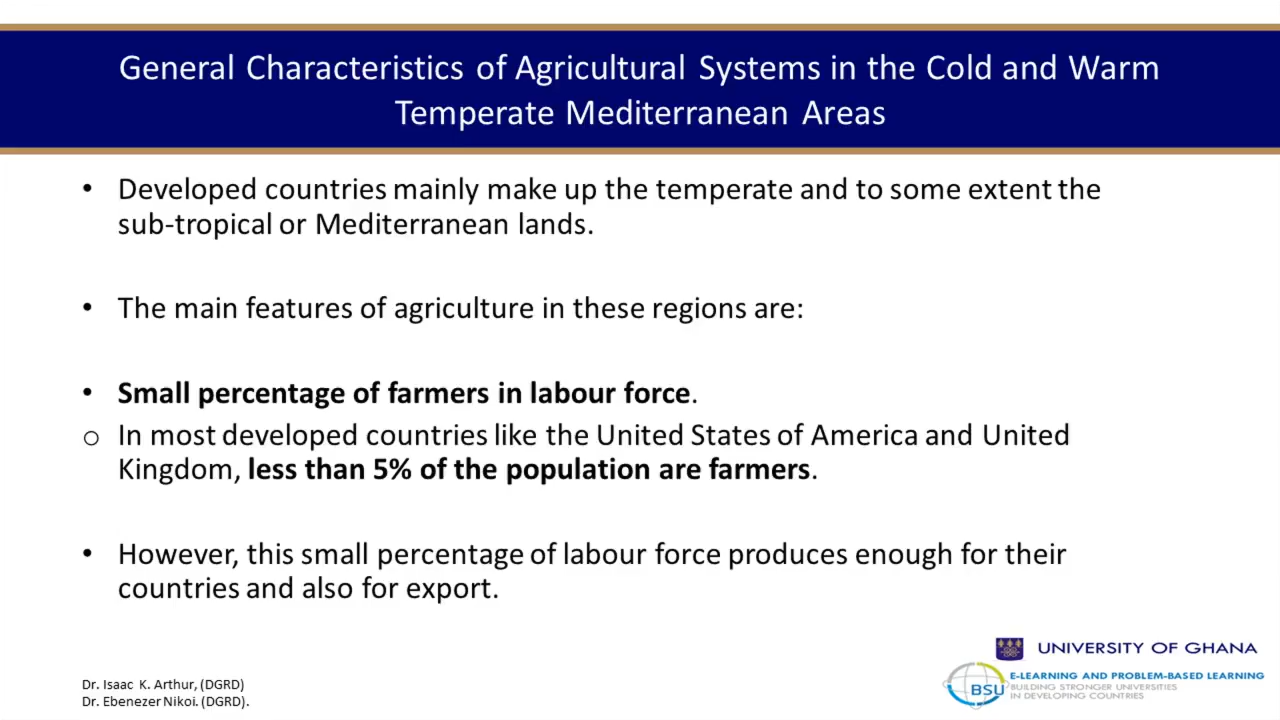 General Characteristics of Agricultural Systems in the Cold and Warm
Temperate Mediterranean Areas
• Developed countries mainly make up the temperate and to some extent the
sub-tropical or Mediterranean lands.
• The main features of agriculture in these regions are:
• Small percentage of farmers in labour force.
o In most developed countries like the United States of America and United
Kingdom, less than 5% of the population are farmers.
• However, this small percentage of labour force produces enough for their
countries and also for export.
UNIVERSITY OF GHANA
BSU
E-LEARNING AND PROBLEM-BASED LEARNING
BUILDING STRONGER UNIVERSITIES
IN DEVELOPING COUNTRIES
Dr. Isaac K. Arthur, (DGRD)
Dr. Ebenezer Nikoi. (DGRD).